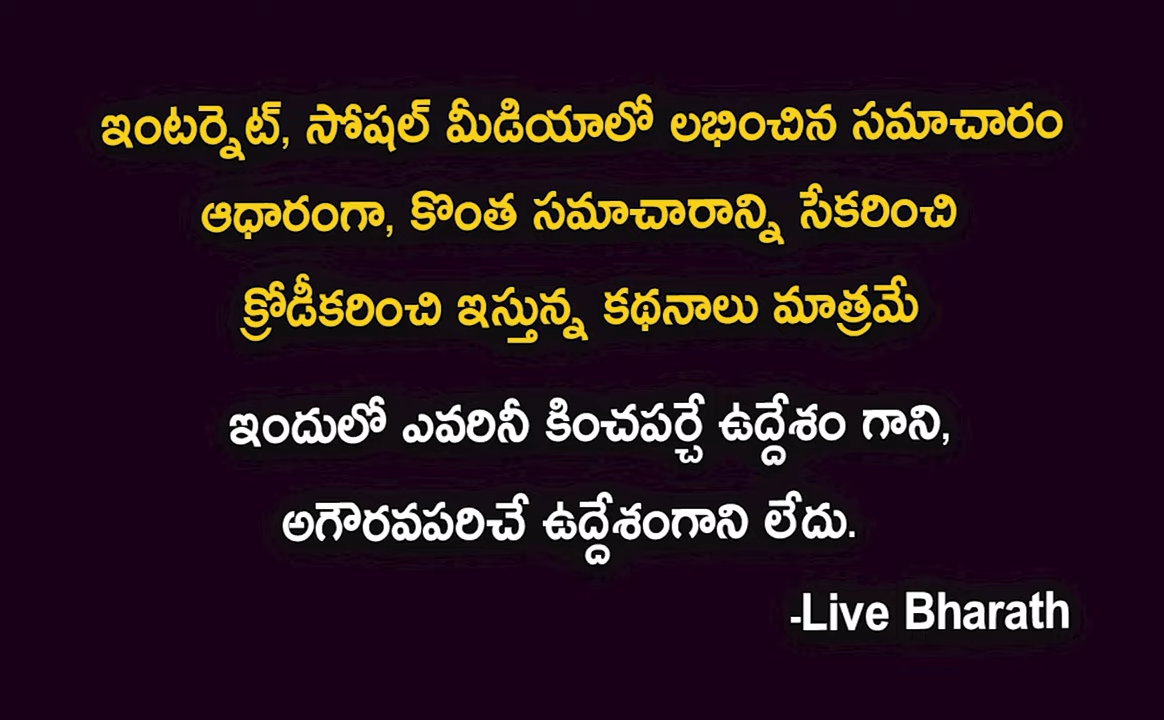 ఇంటర్నెట్, సోషల్ మీడియాలో లభించిన సమాచారం
ఆధారంగా, కొంత సమాచారాన్ని సేకరించి
క్రోడీకరించి ఇస్తున్న కథనాలు మాత్రమే
ఇందులో ఎవరినీ కించపర్చే ఉద్దేశం గాని,
అగౌరవపరిచే ఉద్దేశంగాని లేదు.
-Live Bharath